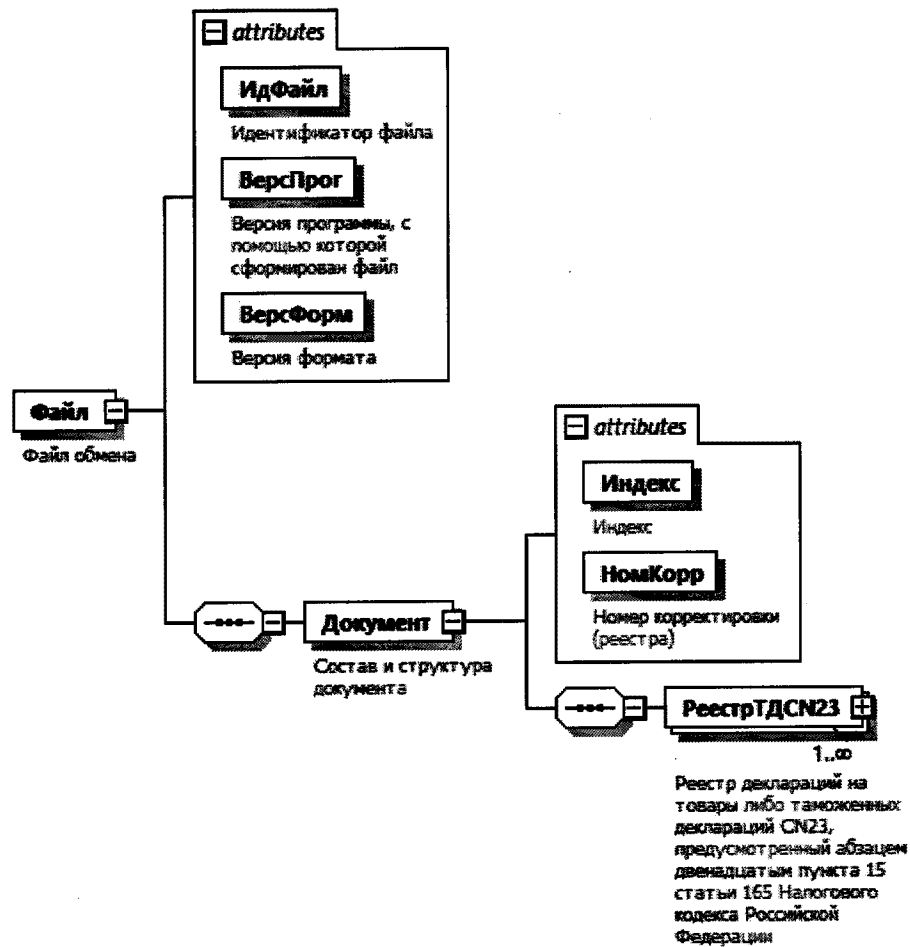 attributes
ИдФайл
Идентификатор файла
ВерсПрог
Версия программы, с
помощью которой
сформирован файл
ВерсФорм
Версия формата
Файл
Файл обмена
attributes
Индекс
Индекс
НомКорр
Номер корректировки
(реестра)
Документ
Состав и структура
документа
РеестрТДCN23
1..∞
Реестр деклараций на
товары либо таможенных
деклараций CN23,
предусмотренный абзацем
двенадцатым пункта 15
статьи 165 Налогового
кодекса Российской
Федерации